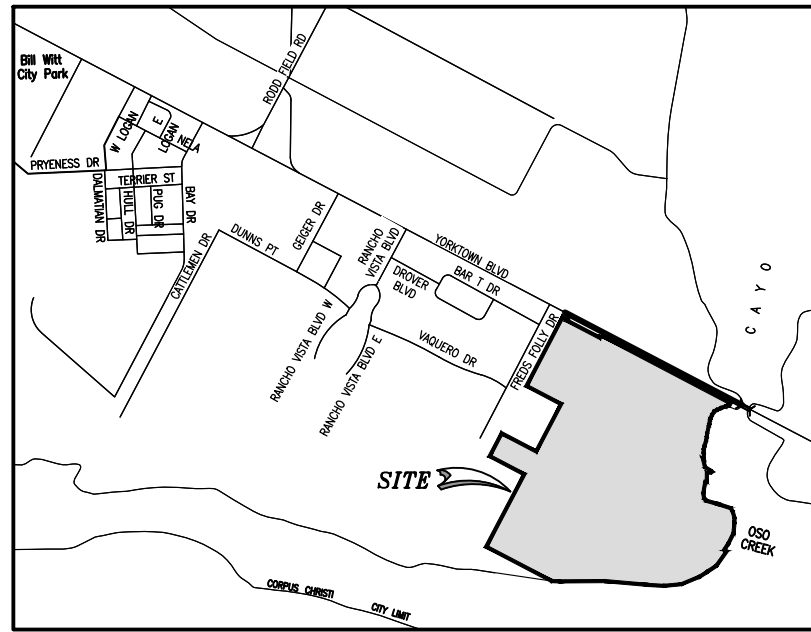 Bill Witt
City Park
RODD FIELD RD
W LOGAN
E
LOGAN
NELA
PRYENESS DR
TERRIER ST
DALMATIAN DR
HULL DR
PUG DR
BAY DR
CATTLEMEN DR
DUNNS PT
GEIGER DR
RANCHO
VISTA BLVD
YORKTOWN BLVD
DROVER
BLVD
BAR T DR
RANCHO VISTA BLVD W
RANCHO VISTA BLVD E
VAQUERO DR
FREDS FOLLY DR
CAYO
SITE
OSO
CREEK
CORPUS CHRISTI
CITY LIMIT